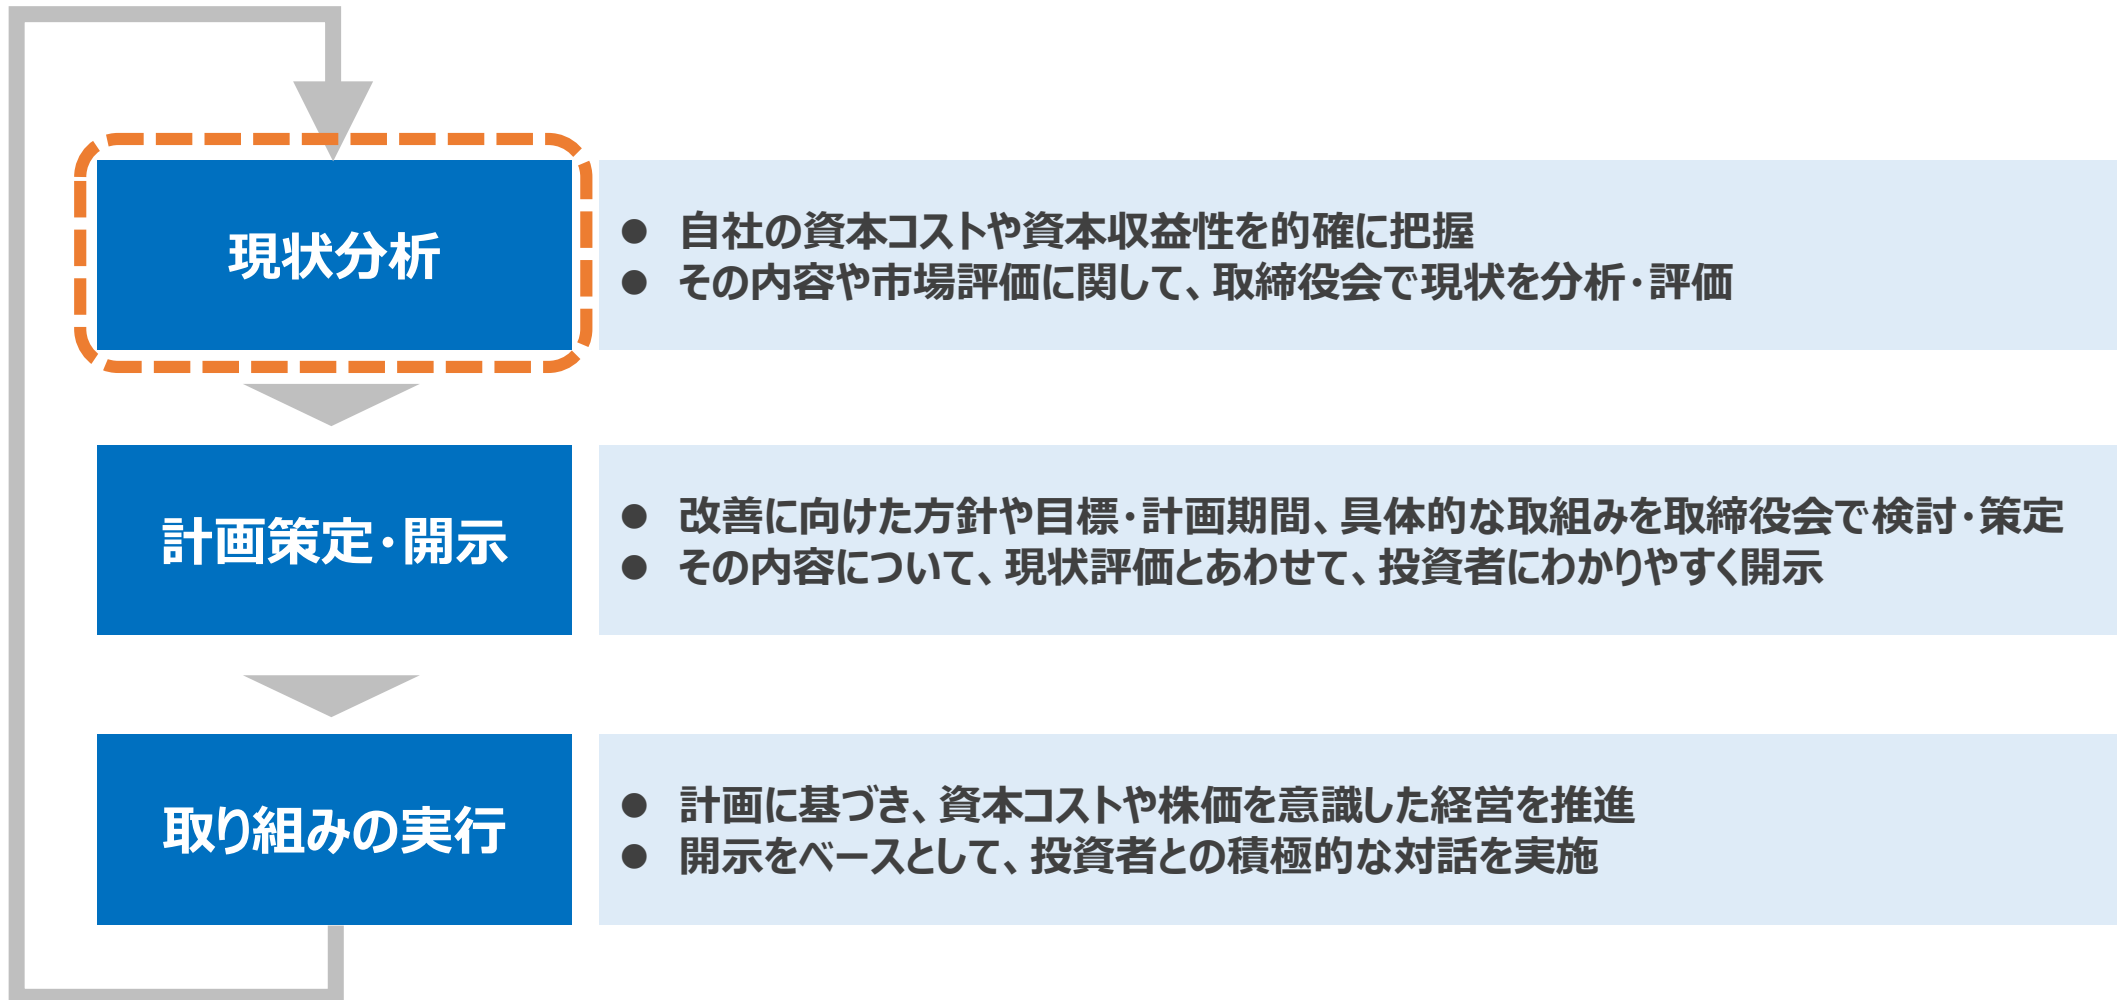 現状分析
● 自社の資本コストや資本収益性を的確に把握
● その内容や市場評価に関して、取締役会で現状を分析・評価
計画策定・開示
● 改善に向けた方針や目標・計画期間、具体的な取組みを取締役会で検討・策定
● その内容について、現状評価とあわせて、投資者にわかりやすく開示
取り組みの実行
● 計画に基づき、資本コストや株価を意識した経営を推進
● 開示をベースとして、投資者との積極的な対話を実施